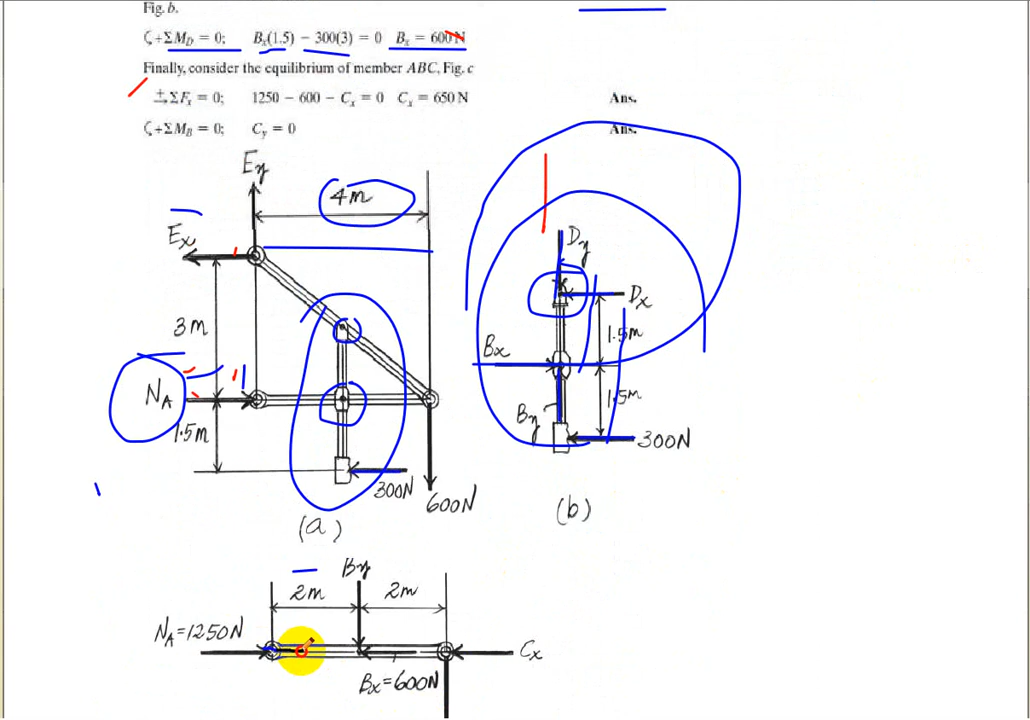 Fig. b.
ζ+ΣM_D = 0; B_x(1.5) − 300(3) = 0 B_x = 600 N
Finally, consider the equilibrium of member ABC, Fig. c
⁺→ΣF_x = 0; 1250 − 600 − C_x = 0 C_x = 650 N Ans.
ζ+ΣM_B = 0; C_y = 0 Ans.
E_y
4m
E_x
3m
N_A
1.5m
300N
600N
(a)
D_y
D_x
1.5m
B_x
B_y
1.5m
300N
(b)
B_y
2m 2m
N_A=1250N
C_x
B_x=600N